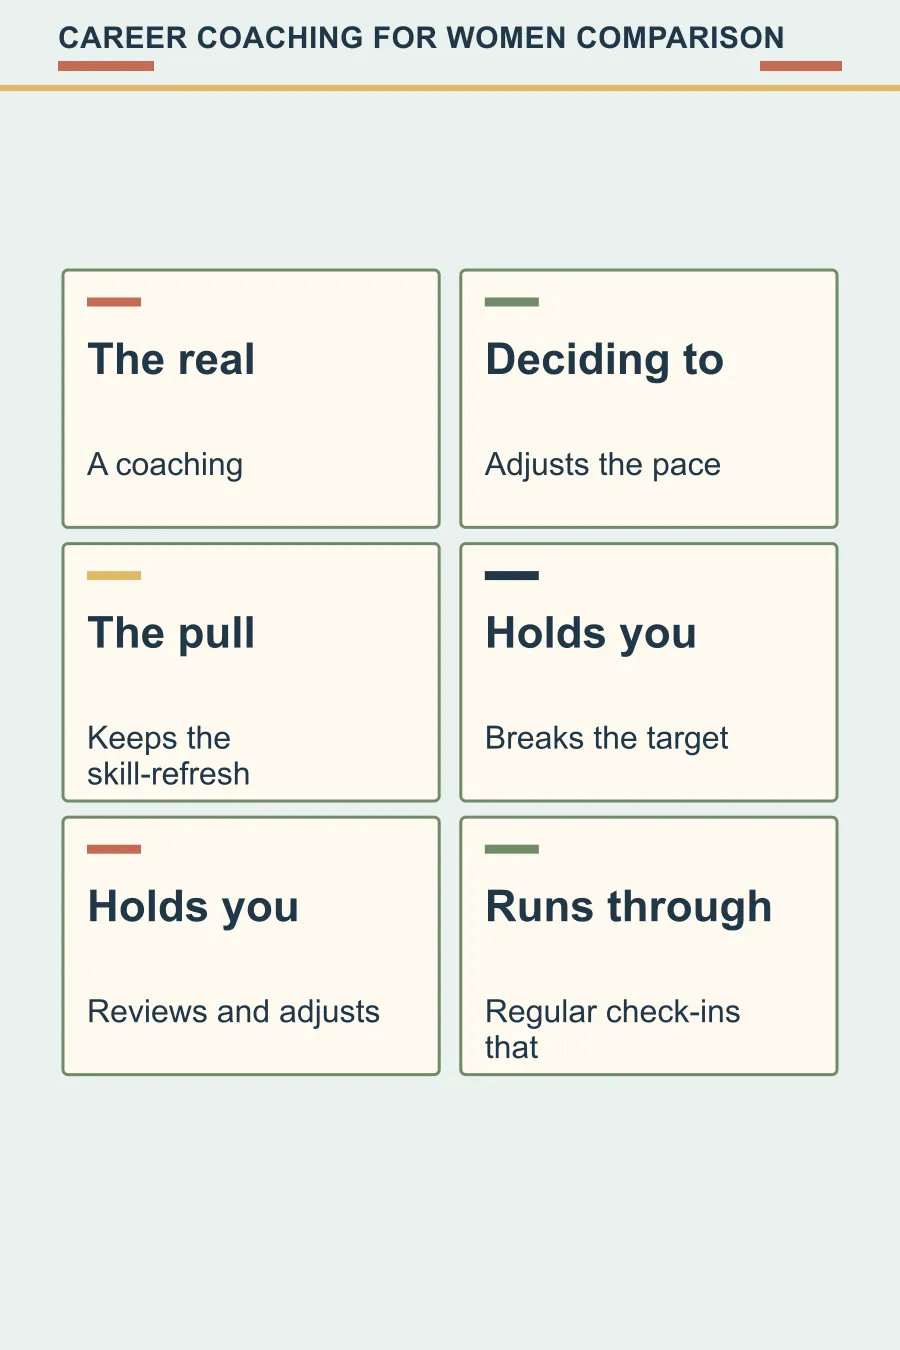 CAREER COACHING FOR WOMEN COMPARISON
The real
A coaching
Deciding to
Adjusts the pace
The pull
Keeps the
skill-refresh
Holds you
Breaks the target
Holds you
Reviews and adjusts
Runs through
Regular check-ins
that